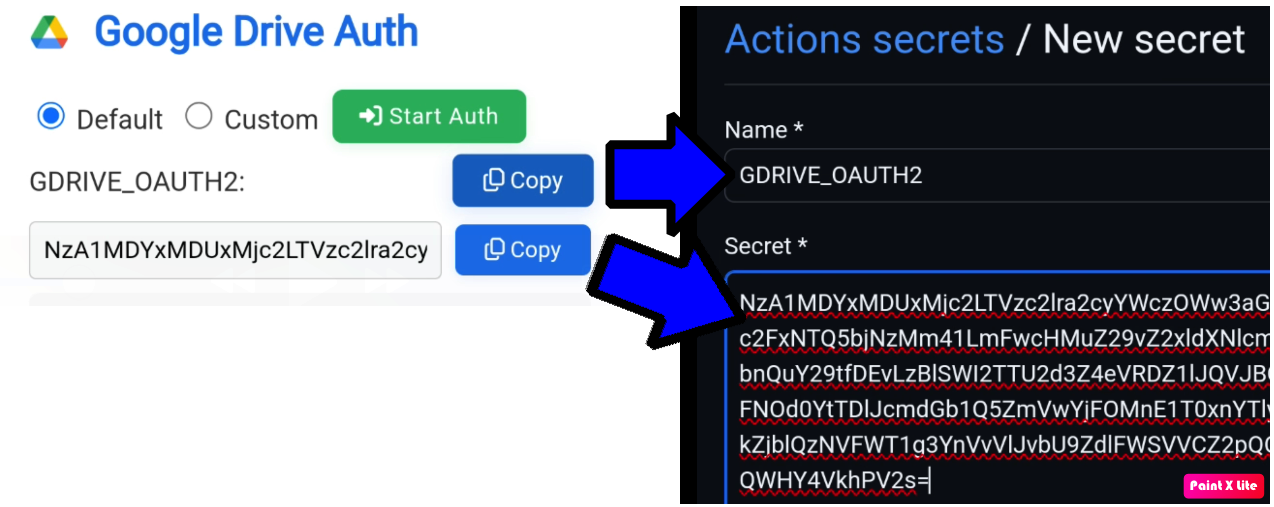 Google Drive Auth
Default
Custom
Start Auth
GDRIVE_OAUTH2:
Copy
NzA1MDYxMDUxMjc2LTVzc2lra2cy
Copy
Actions secrets / New secret
Name *
GDRIVE_OAUTH2
Secret *
NzA1MDYxMDUxMjc2LTVzc2lra2cyYWczOWw3aG
c2FxNTQ5bjNzMm41LmFwcHMuZ29vZ2xldXNlcm
bnQuY29tfDEvLzBlSWI2TTU2d3Z4eVRDZ1lJQVJB
FNOd0YtTDlJcmdGb1Q5ZmVwYjFOMnE1T0xnYTl
kZjblQzNVFWT1g3YnVvVlJvbU9ZdlFWSVVCZ2pQ
QWHY4VkhPV2s=
Paint X lite